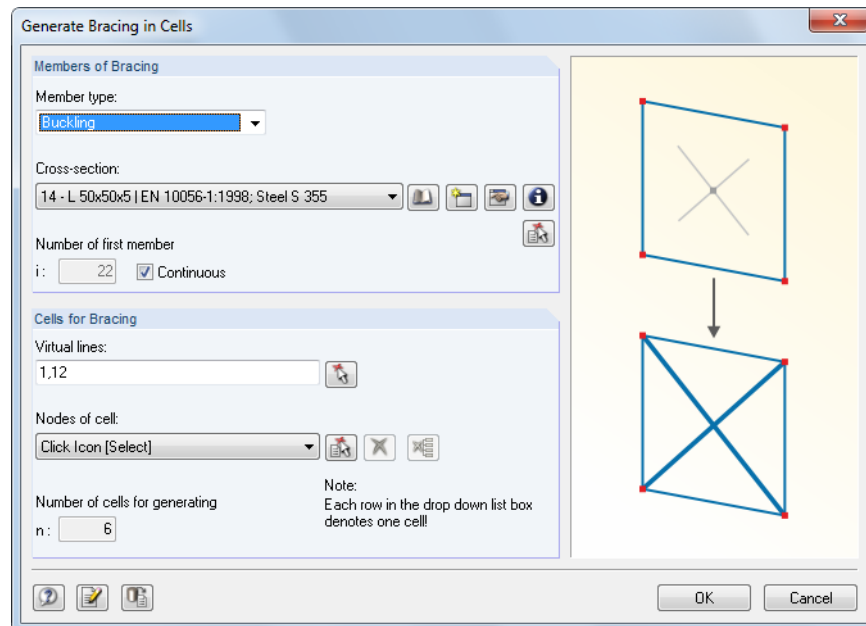 Generate Bracing in Cells
Members of Bracing
Member type:
Buckling
Cross-section:
14 - L 50x50x5 | EN 10056-1:1998; Steel S 355
Number of first member
i:
22
Continuous
Cells for Bracing
Virtual lines:
1,12
Nodes of cell:
Click Icon [Select]
Number of cells for generating
n:
6
Note:
Each row in the drop down list box
denotes one cell!
OK
Cancel